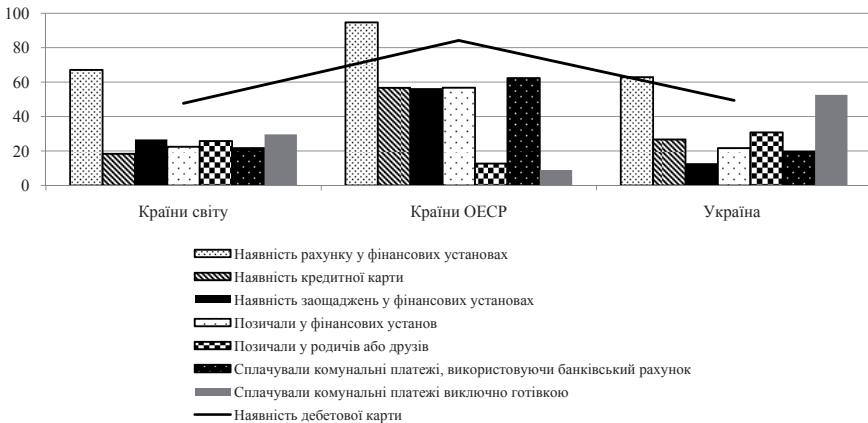 100
80
60
40
20
0
Країни світу
Країни ОЕСР
Україна
Наявність рахунку у фінансових установах
Наявність кредитної карти
Наявність заощаджень у фінансових установах
Позичали у фінансових установ
Позичали у родичів або друзів
Сплачували комунальні платежі, використовуючи банківський рахунок
Сплачували комунальні платежі виключно готівкою
Наявність дебетової карти